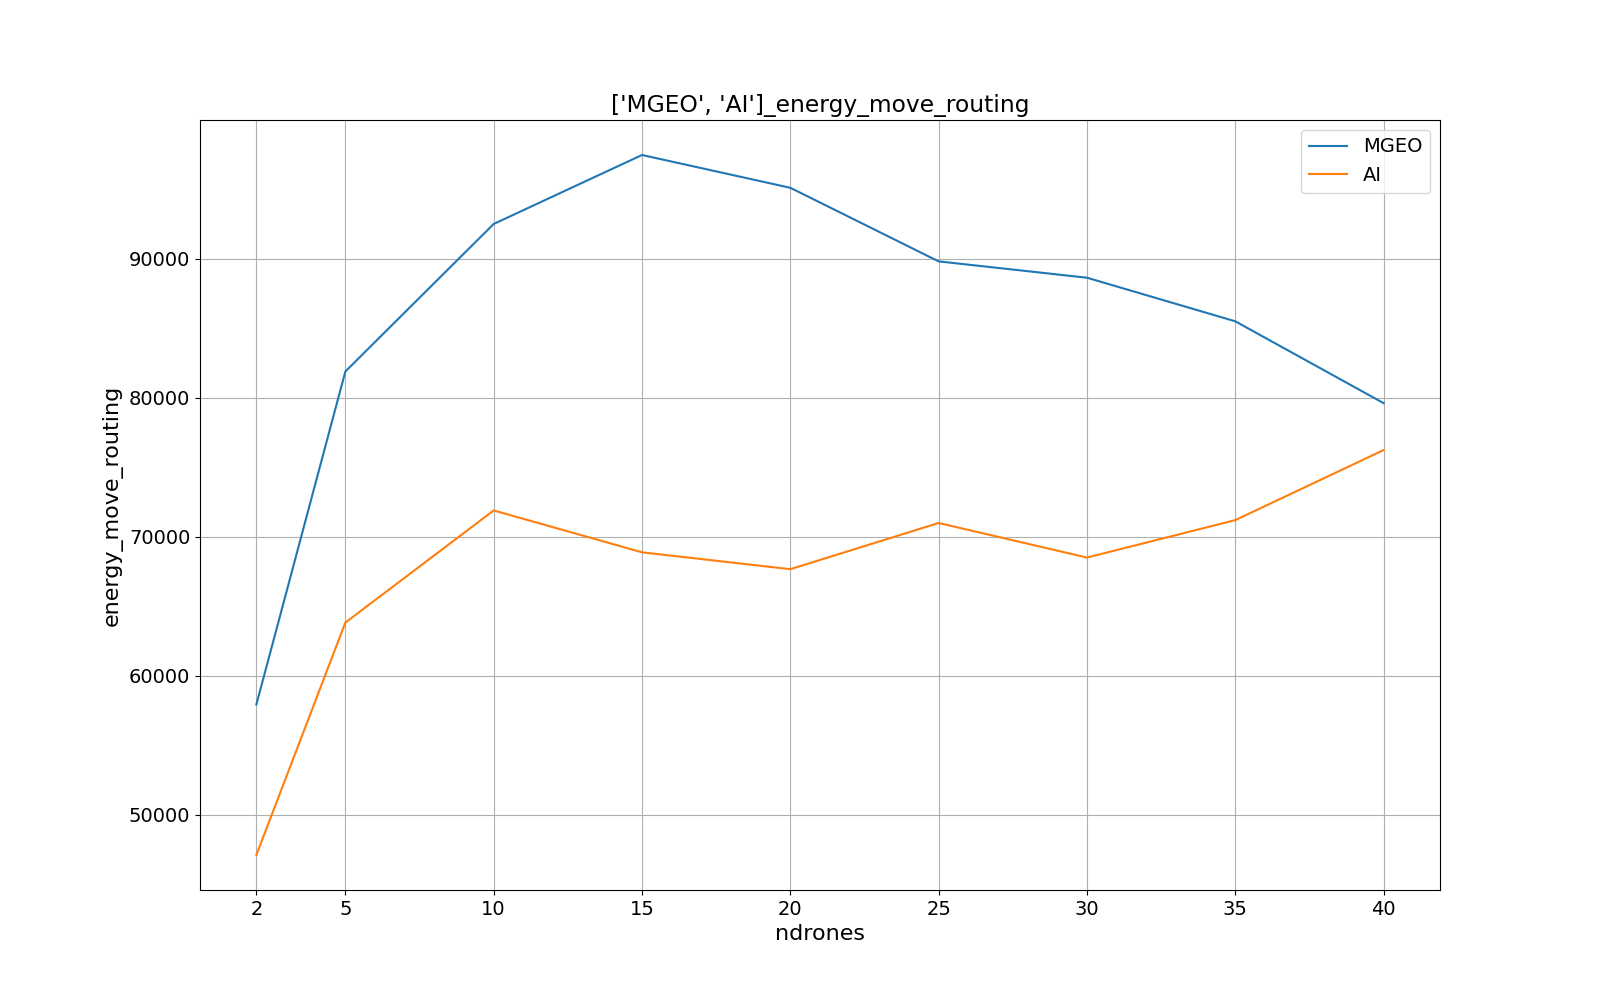 ['MGEO', 'AI']_energy_move_routing
MGEO
AI
energy_move_routing
90000
80000
70000
60000
50000
2 5 10 15 20 25 30 35 40
ndrones